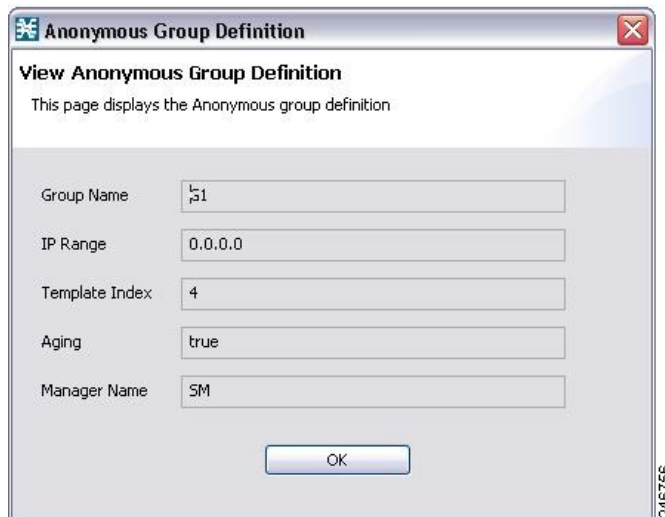 Anonymous Group Definition
View Anonymous Group Definition
This page displays the Anonymous group definition
Group Name
IP Range 0.0.0.0
Template Index 4
Aging true
Manager Name SM
OK